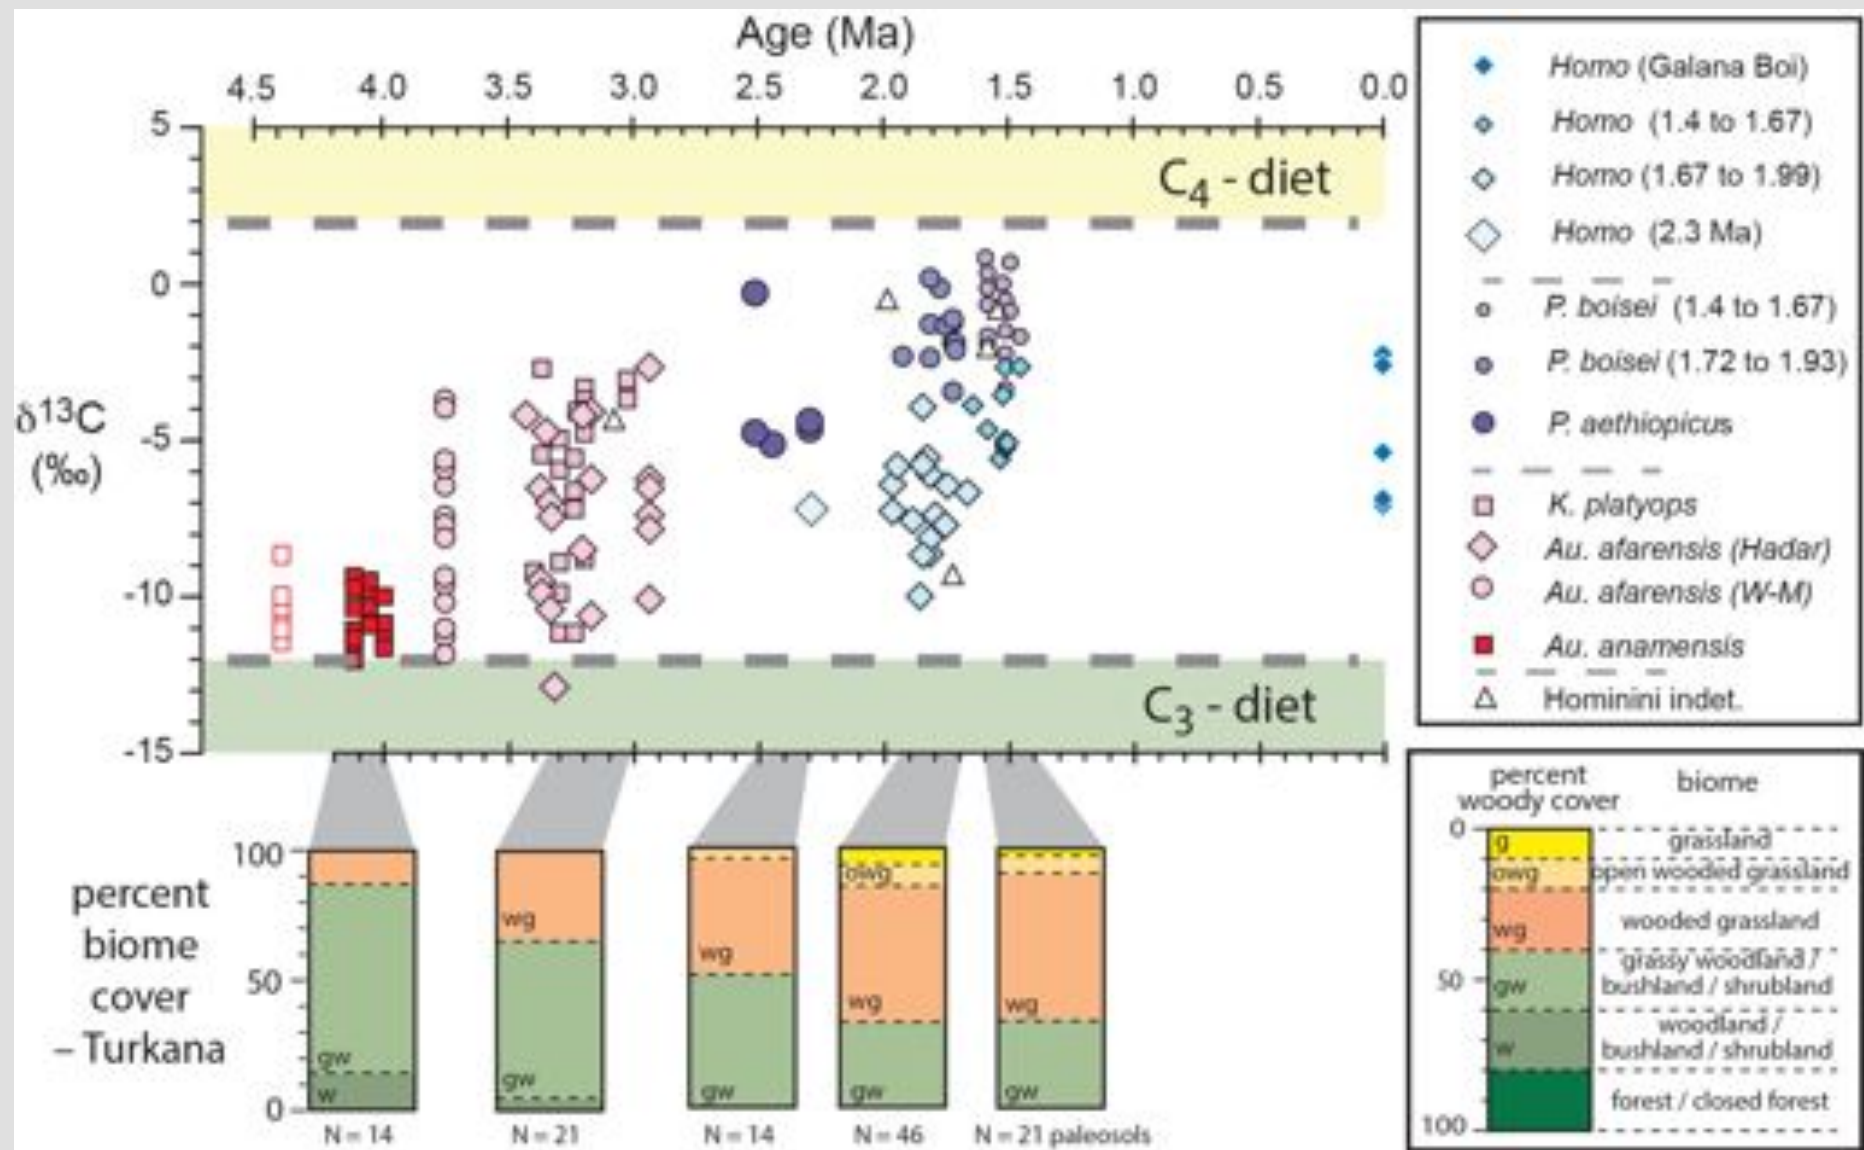 Age (Ma)
4.5 4.0 3.5 3.0 2.5 2.0 1.5 1.0 0.5 0.0
5
0
-5
-10
-15
δ13C
(‰)
C4 - diet
C3 - diet
Homo (Galana Boi)
Homo (1.4 to 1.67)
Homo (1.67 to 1.99)
Homo (2.3 Ma)
P. boisei (1.4 to 1.67)
P. boisei (1.72 to 1.93)
P. aethiopicus
K. platyops
Au. afarensis (Hadar)
Au. afarensis (W-M)
Au. anamensis
Hominini indet.
percent
biome
cover
– Turkana
100
50
0
gw
w
N = 14
wg
gw
N = 21
wg
gw
N = 14
owg
wg
gw
N = 46
wg
gw
N = 21 paleosols
percent
woody cover
biome
0
50
100
g grassland
owg open wooded grassland
wg wooded grassland
grassy woodland /
gw bushland / shrubland
woodland /
w bushland / shrubland
forest / closed forest